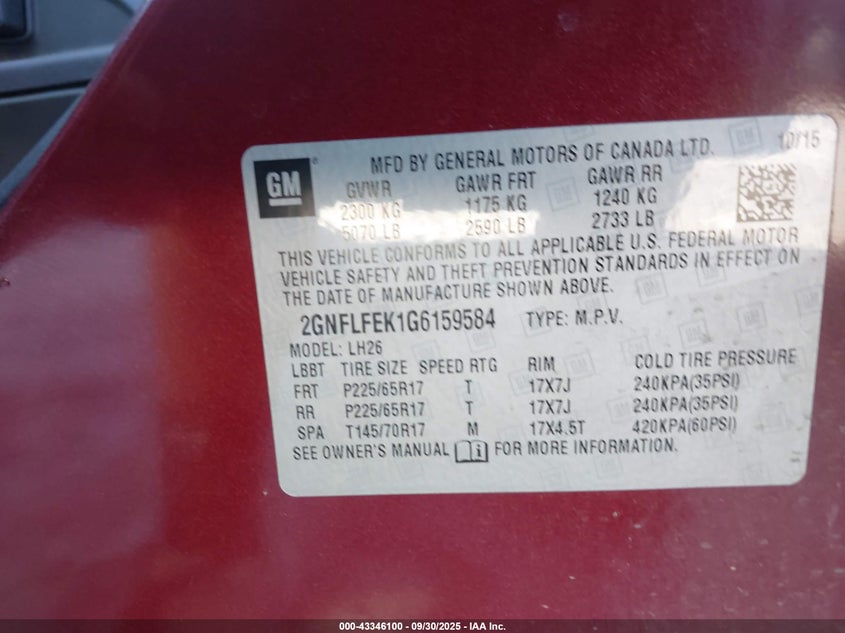 MFD BY GENERAL MOTORS OF CANADA LTD. 10/15
GM
GVWR GAWR FRT GAWR RR
2300 KG 1175 KG 1240 KG
5070 LB 2590 LB 2733 LB
THIS VEHICLE CONFORMS TO ALL APPLICABLE U.S. FEDERAL MOTOR
VEHICLE SAFETY AND THEFT PREVENTION STANDARDS IN EFFECT ON
THE DATE OF MANUFACTURE SHOWN ABOVE.
2GNFLFEK1G6159584 TYPE: M.P.V.
MODEL: LH26
LBBT TIRE SIZE SPEED RTG RIM COLD TIRE PRESSURE
FRT P225/65R17 T 17X7J 240KPA(35PSI)
RR P225/65R17 T 17X7J 240KPA(35PSI)
SPA T145/70R17 M 17X4.5T 420KPA(60PSI)
SEE OWNER'S MANUAL FOR MORE INFORMATION.
000-43346100 - 09/30/2025 - IAA Inc.